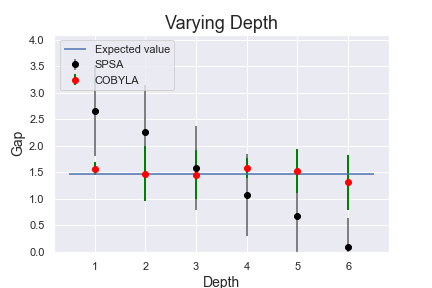 Varying Depth
Expected value
SPSA
COBYLA
Gap
4.0
3.5
3.0
2.5
2.0
1.5
1.0
0.5
0.0
1 2 3 4 5 6
Depth